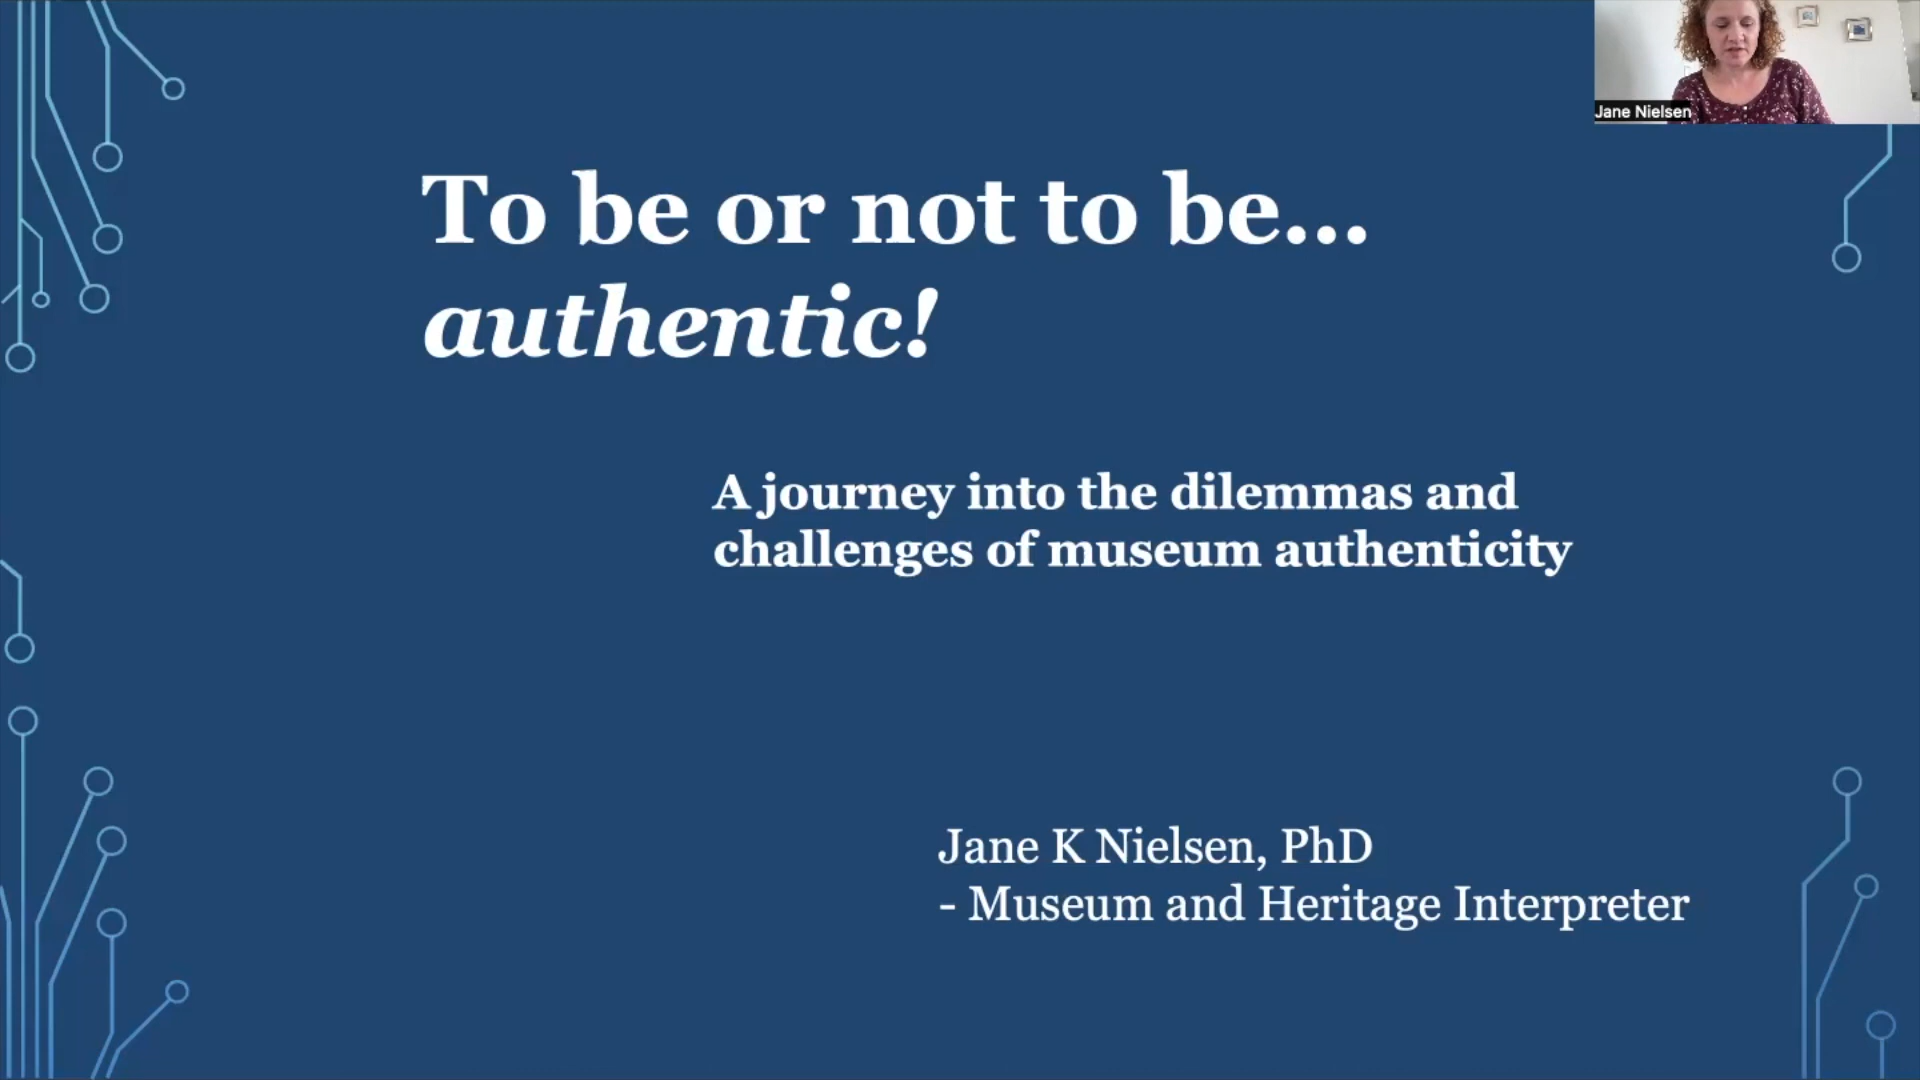 Jane Nielsen
To be or not to be...
authentic!
A journey into the dilemmas and
challenges of museum authenticity
Jane K Nielsen, PhD
- Museum and Heritage Interpreter